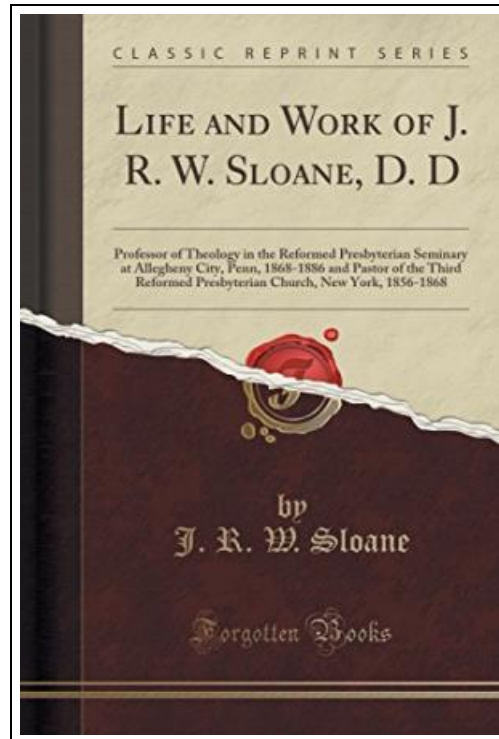 CLASSIC REPRINT SERIES
LIFE AND WORK OF J.
R. W. SLOANE, D. D
Professor of Theology in the Reformed Presbyterian Seminary
at Allegheny City, Penn, 1868-1886 and Pastor of the Third
Reformed Presbyterian Church, New York, 1856-1868
by
J. R. W. Sloane
Forgotten Books